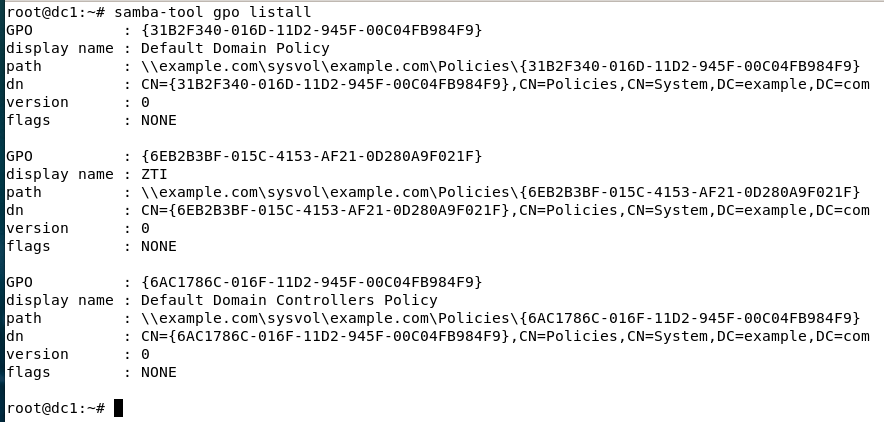 root@dc1:~# samba-tool gpo listall
GPO          : {31B2F340-016D-11D2-945F-00C04FB984F9}
display name : Default Domain Policy
path         : \\example.com\sysvol\example.com\Policies\{31B2F340-016D-11D2-945F-00C04FB984F9}
dn           : CN={31B2F340-016D-11D2-945F-00C04FB984F9},CN=Policies,CN=System,DC=example,DC=com
version      : 0
flags        : NONE

GPO          : {6EB2B3BF-015C-4153-AF21-0D280A9F021F}
display name : ZTI
path         : \\example.com\sysvol\example.com\Policies\{6EB2B3BF-015C-4153-AF21-0D280A9F021F}
dn           : CN={6EB2B3BF-015C-4153-AF21-0D280A9F021F},CN=Policies,CN=System,DC=example,DC=com
version      : 0
flags        : NONE

GPO          : {6AC1786C-016F-11D2-945F-00C04FB984F9}
display name : Default Domain Controllers Policy
path         : \\example.com\sysvol\example.com\Policies\{6AC1786C-016F-11D2-945F-00C04FB984F9}
dn           : CN={6AC1786C-016F-11D2-945F-00C04FB984F9},CN=Policies,CN=System,DC=example,DC=com
version      : 0
flags        : NONE

root@dc1:~#